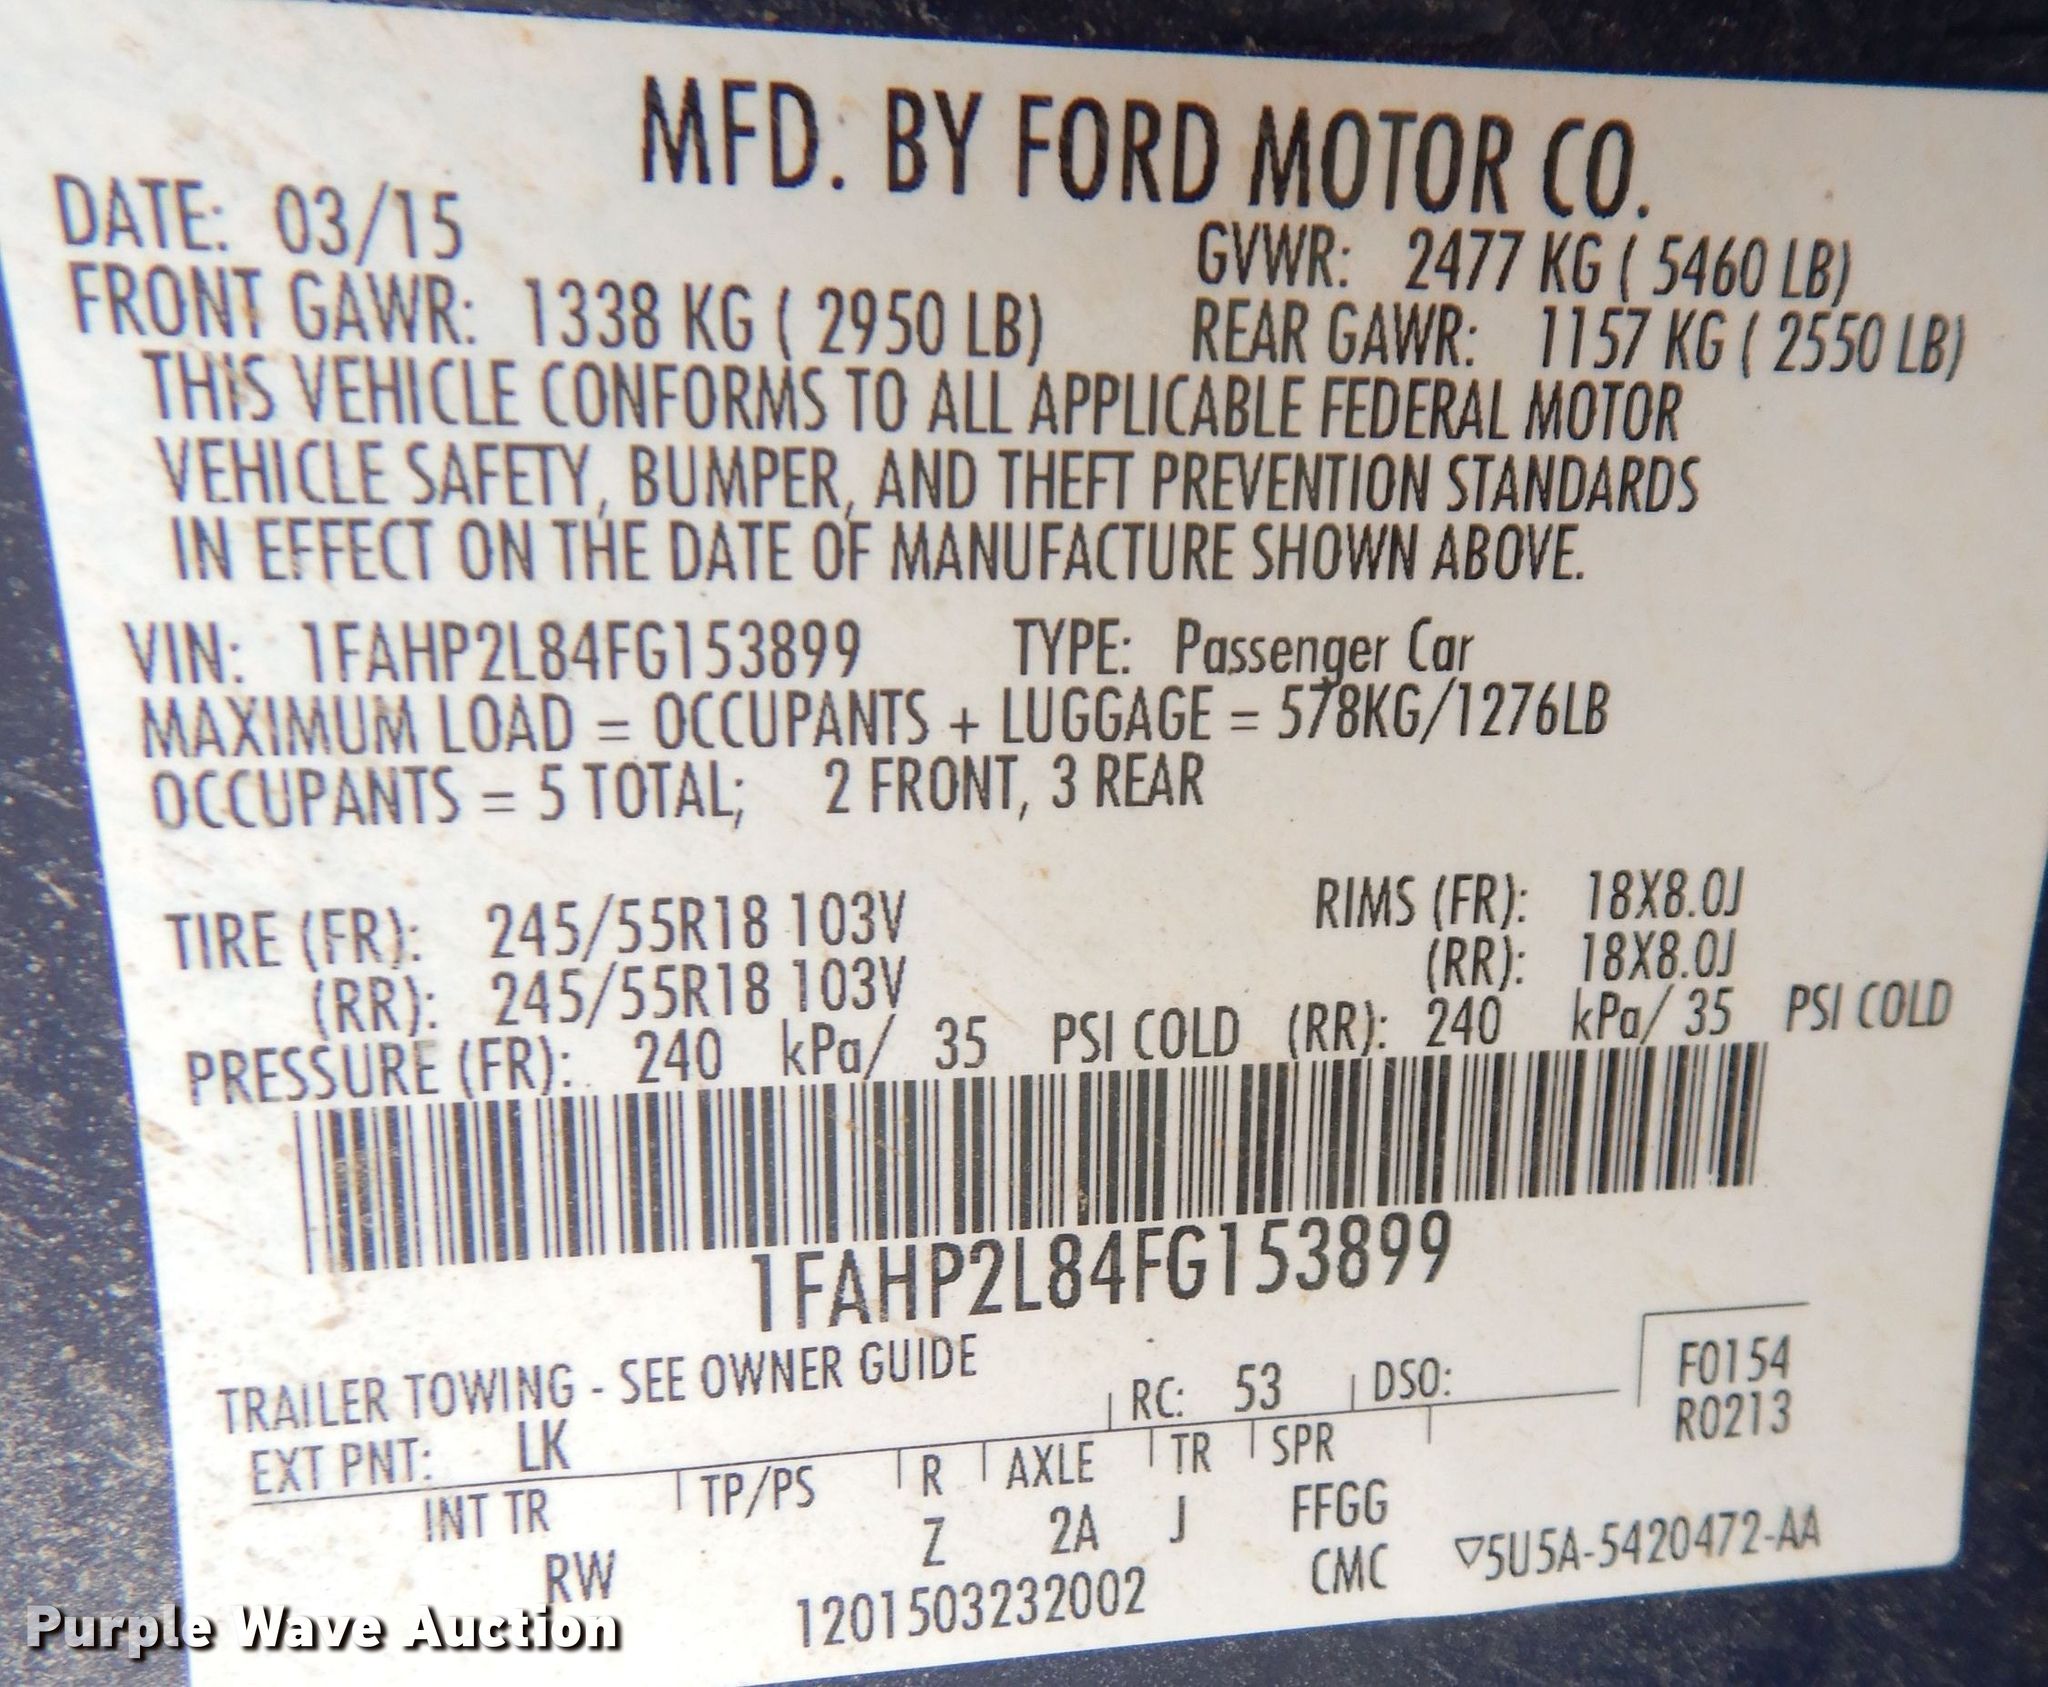 MFD. BY FORD MOTOR CO.
DATE: 03/15
GVWR: 2477 KG ( 5460 LB)
FRONT GAWR: 1338 KG ( 2950 LB) REAR GAWR: 1157 KG ( 2550 LB)
THIS VEHICLE CONFORMS TO ALL APPLICABLE FEDERAL MOTOR
VEHICLE SAFETY, BUMPER, AND THEFT PREVENTION STANDARDS
IN EFFECT ON THE DATE OF MANUFACTURE SHOWN ABOVE.
VIN: 1FAHP2L84FG153899 TYPE: Passenger Car
MAXIMUM LOAD = OCCUPANTS + LUGGAGE = 578KG/1276LB
OCCUPANTS = 5 TOTAL; 2 FRONT, 3 REAR
TIRE (FR): 245/55R18 103V RIMS (FR): 18X8.0J
(RR): 245/55R18 103V (RR): 18X8.0J
PRESSURE (FR): 240 kPa/ 35 PSI COLD (RR): 240 kPa/ 35 PSI COLD
1FAHP2L84FG153899
TRAILER TOWING - SEE OWNER GUIDE
EXT PNT: LK RC: 53 DSO: F0154
R0213
INT TR TP/PS R AXLE TR SPR
RW Z 2A J FFGG
1201503232002 CMC ▽5U5A-5420472-AA
Purple Wave Auction